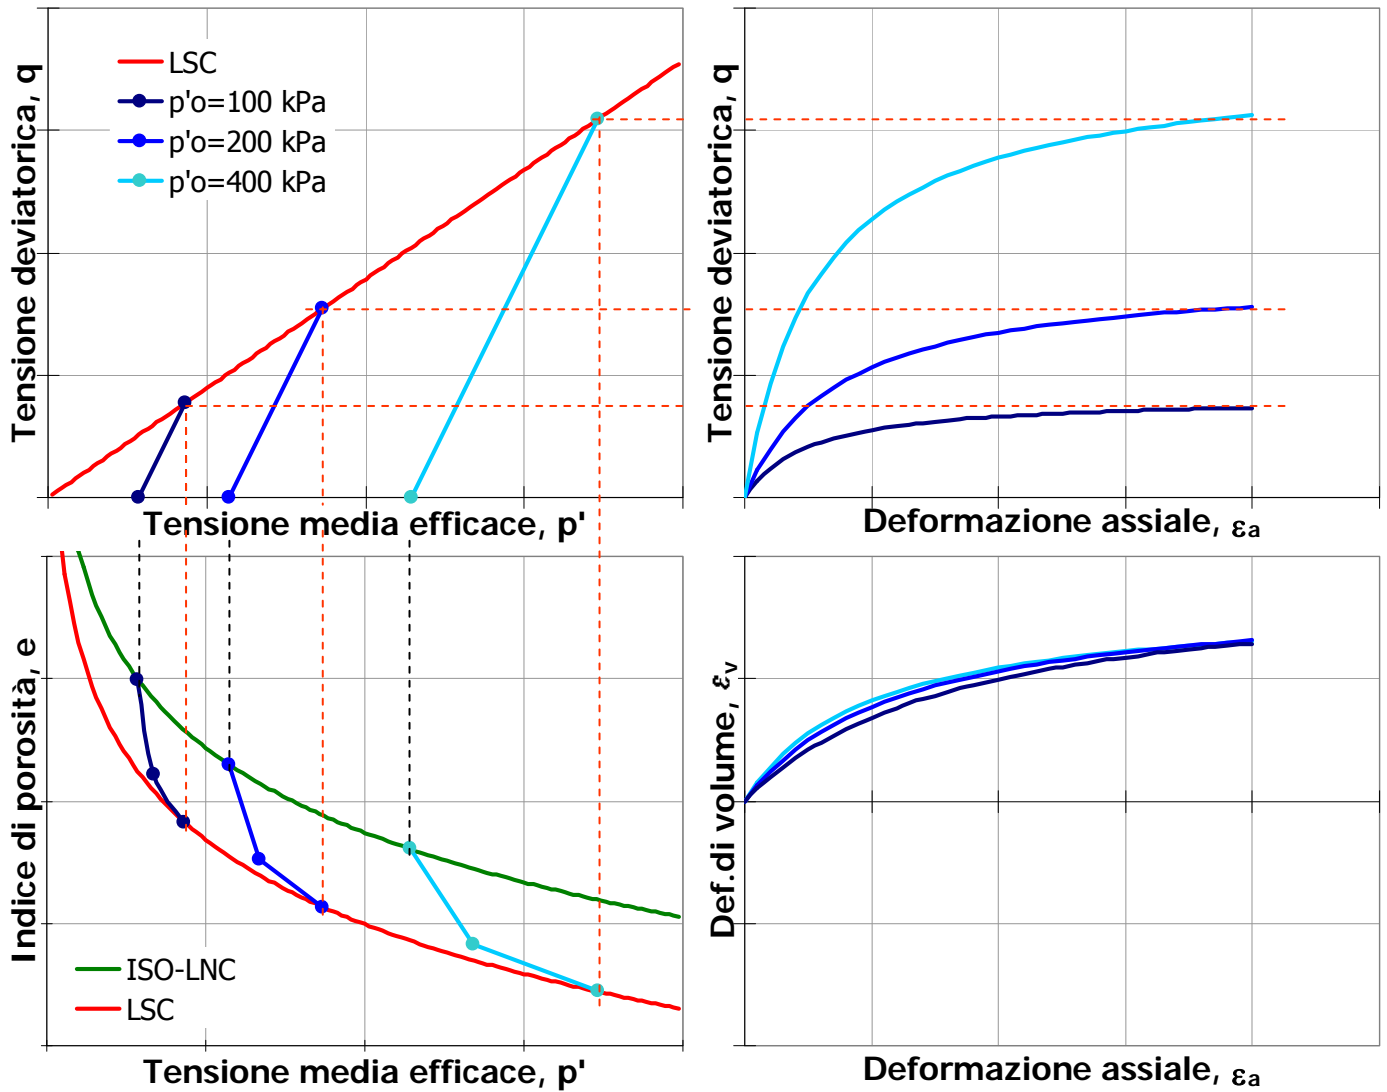 Tensione deviatorica, q
LSC
p'o=100 kPa
p'o=200 kPa
p'o=400 kPa
Tensione media efficace, p'
Tensione deviatorica, q
Deformazione assiale, εa
Indice di porosità, e
ISO-LNC
LSC
Tensione media efficace, p'
Def.di volume, εv
Deformazione assiale, εa